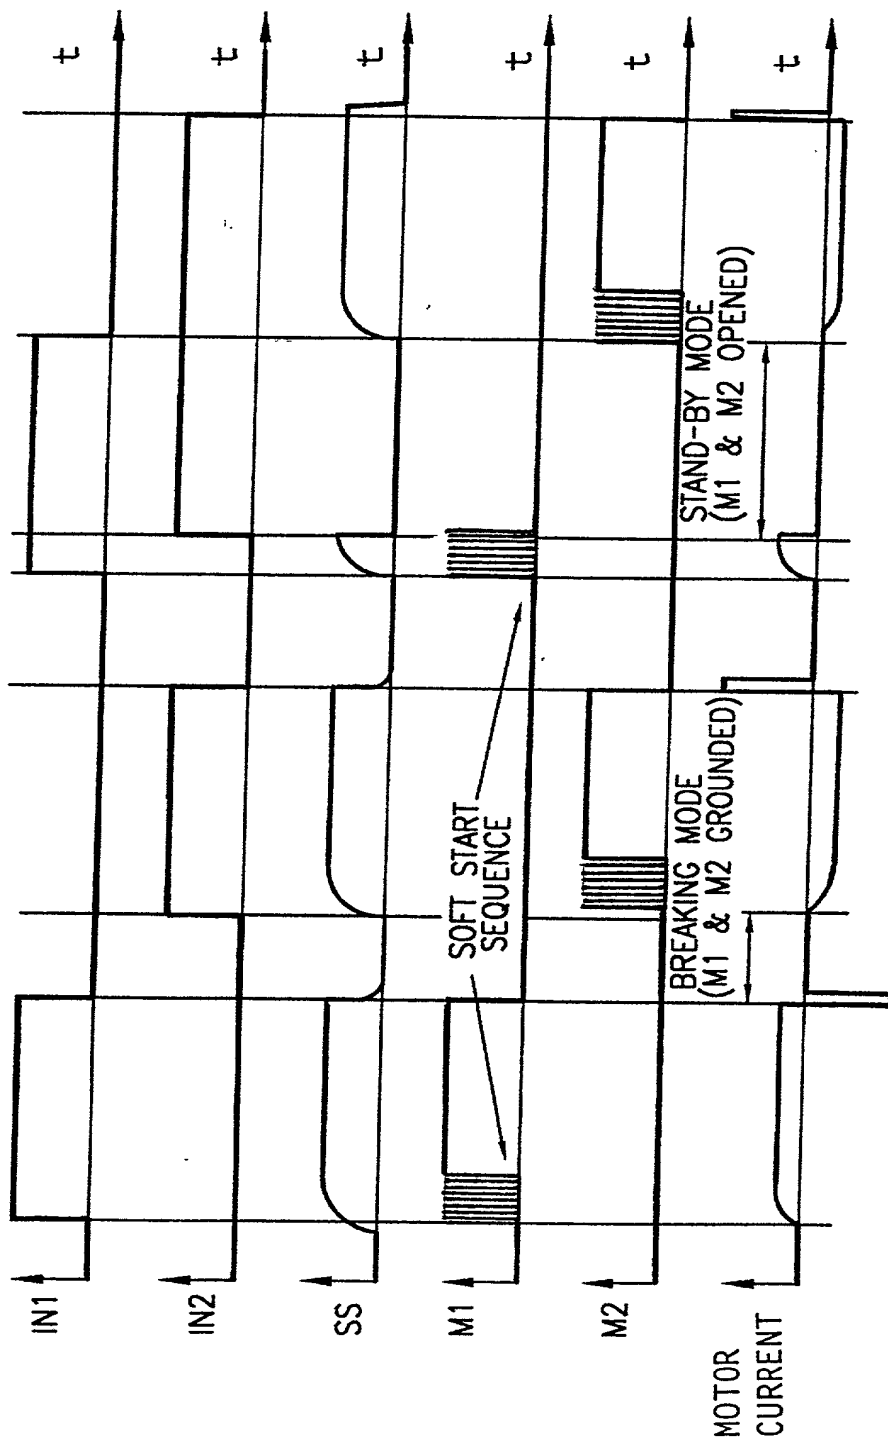 IN1
t
IN2
t
SS
t
M1
t
SOFT START
SEQUENCE
M2
t
BREAKING MODE
(M1 & M2 GROUNDED)
STAND-BY MODE
(M1 & M2 OPENED)
MOTOR
CURRENT
t